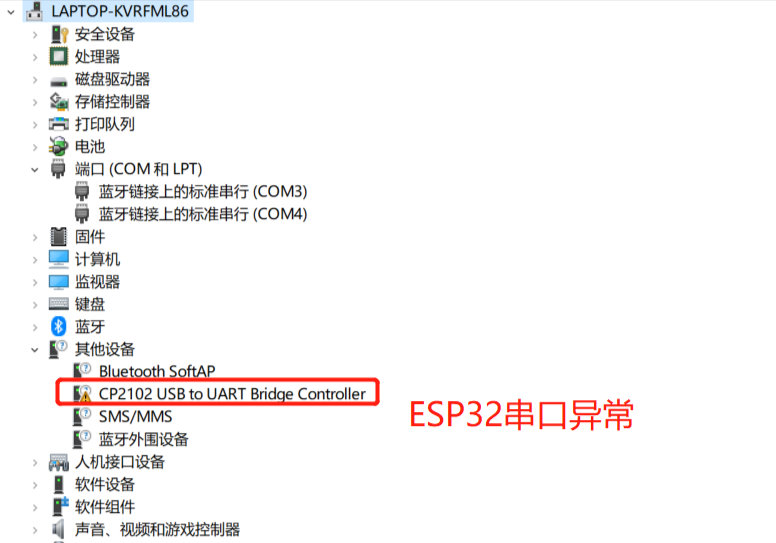 LAPTOP-KVRFML86
安全设备
处理器
磁盘驱动器
存储控制器
打印队列
电池
端口 (COM 和 LPT)
蓝牙链接上的标准串行 (COM3)
蓝牙链接上的标准串行 (COM4)
固件
计算机
监视器
键盘
蓝牙
其他设备
Bluetooth SoftAP
CP2102 USB to UART Bridge Controller
ESP32串口异常
SMS/MMS
蓝牙外围设备
人机接口设备
软件设备
软件组件
声音、视频和游戏控制器